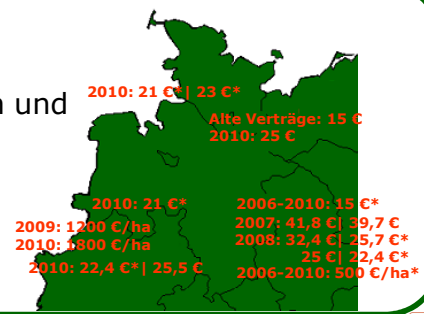 n und
2010: 21 €*| 23 €*
Alte Verträge: 15 €
2010: 25 €
2010: 21 €*
2009: 1200 €/ha
2010: 1800 €/ha
2010: 22,4 €*| 25,5 €
2006-2010: 15 €*
2007: 41,8 €| 39,7 €
2008: 32,4 €| 25,7 €*
25 €| 22,4 €*
2006-2010: 500 €/ha*